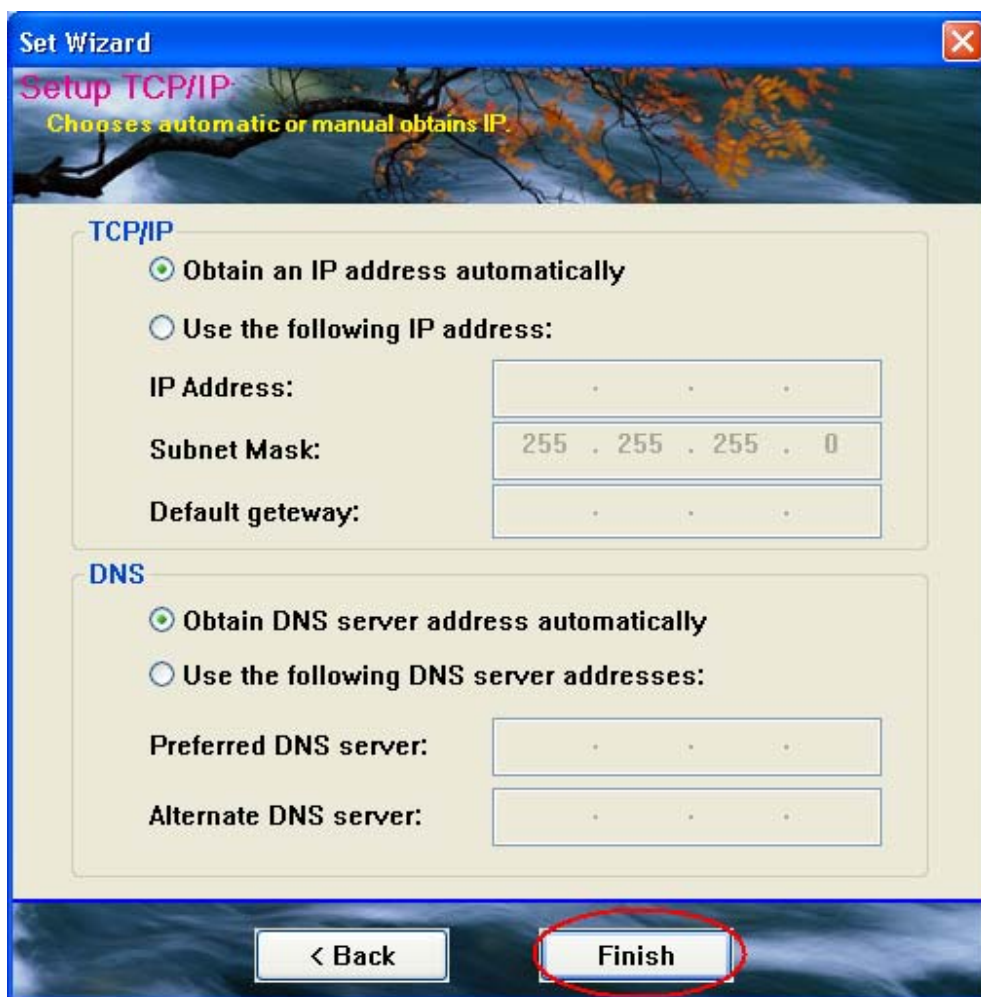 Set Wizard
Setup TCP/IP
Chooses automatic or manual obtains IP.
TCP/IP
Obtain an IP address automatically
Use the following IP address:
IP Address: . . .
Subnet Mask: 255 . 255 . 255 . 0
Default geteway: . . .
DNS
Obtain DNS server address automatically
Use the following DNS server addresses:
Preferred DNS server: . . .
Alternate DNS server: . . .
< Back Finish